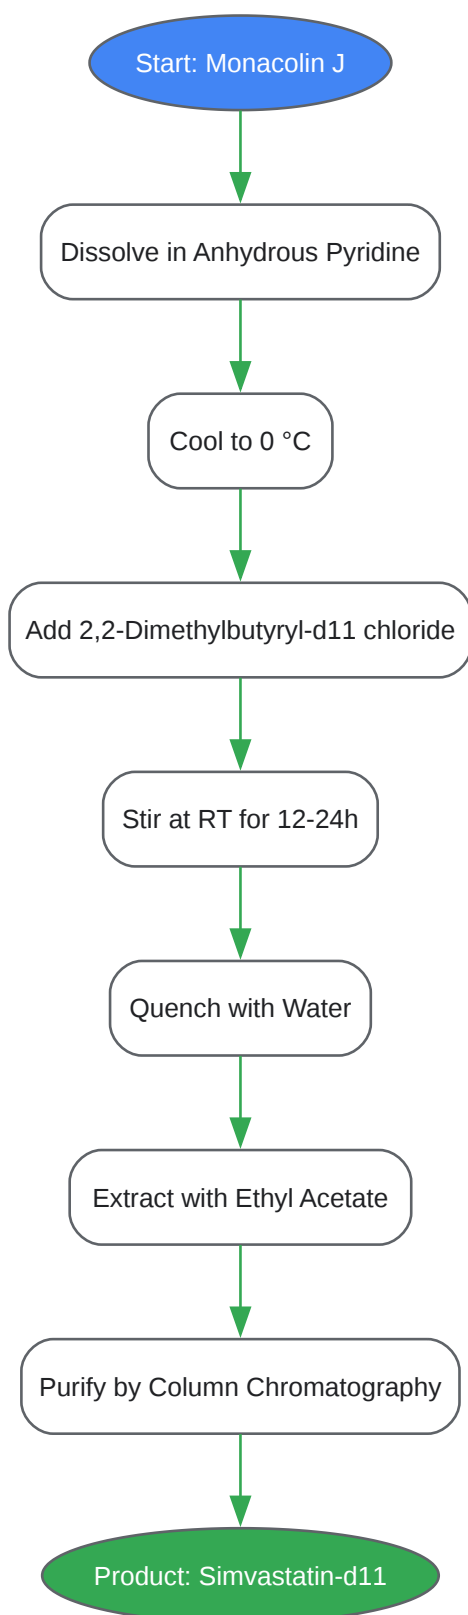 Start: Monacolin J
Dissolve in Anhydrous Pyridine
Cool to 0 °C
Add 2,2-Dimethylbutyryl-d11 chloride
Stir at RT for 12-24h
Quench with Water
Extract with Ethyl Acetate
Purify by Column Chromatography
Product: Simvastatin-d11